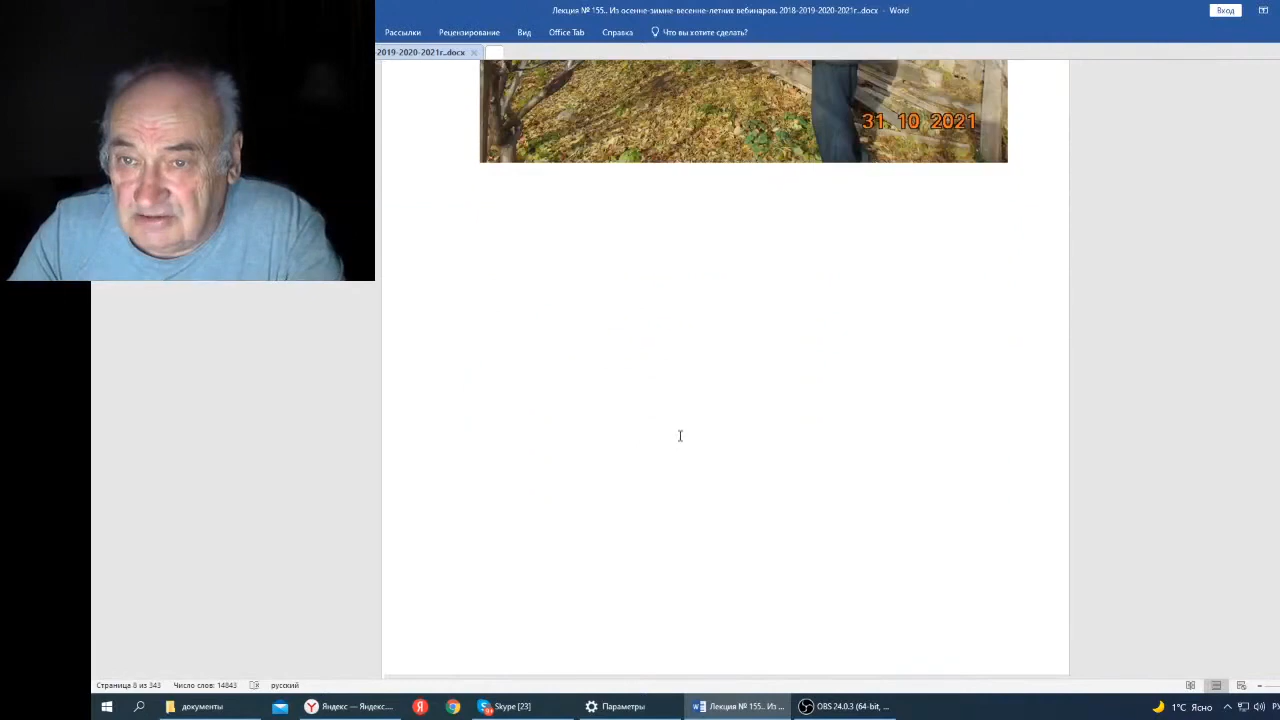 Лекция № 155.. Из осенне-зимне-весенне-летних вебинаров. 2018-2019-2020-2021г..docx - Word
Вход
Рассылки Рецензирование Вид Office Tab Справка Что вы хотите сделать?
2019-2020-2021г..docx
31 10 2021
Страница 8 из 343 Число слов: 14843 русский
документы Яндекс — Яндекс.... Skype [23] Параметры Лекция № 155.. Из ... OBS 24.0.3 (64-bit, ... 1°C Ясно